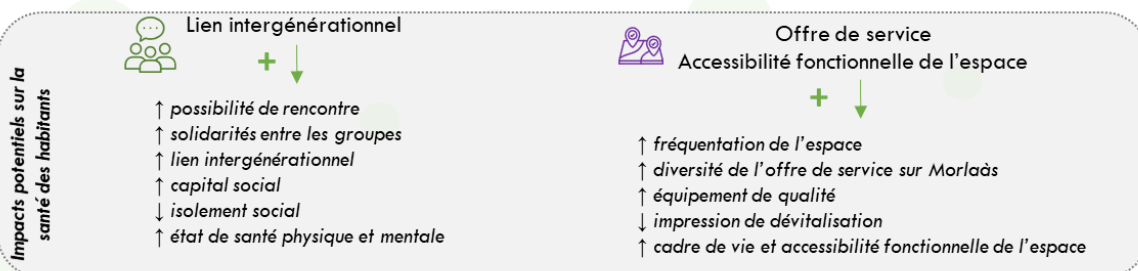 Impacts potentiels sur la
santé des habitants
Lien intergénérationnel
+
↑ possibilité de rencontre
↑ solidarités entre les groupes
↑ lien intergénérationnel
↑ capital social
↓ isolement social
↑ état de santé physique et mentale
Offre de service
Accessibilité fonctionnelle de l’espace
+
↑ fréquentation de l’espace
↑ diversité de l’offre de service sur Morlaàs
↑ équipement de qualité
↓ impression de dévitalisation
↑ cadre de vie et accessibilité fonctionnelle de l’espace